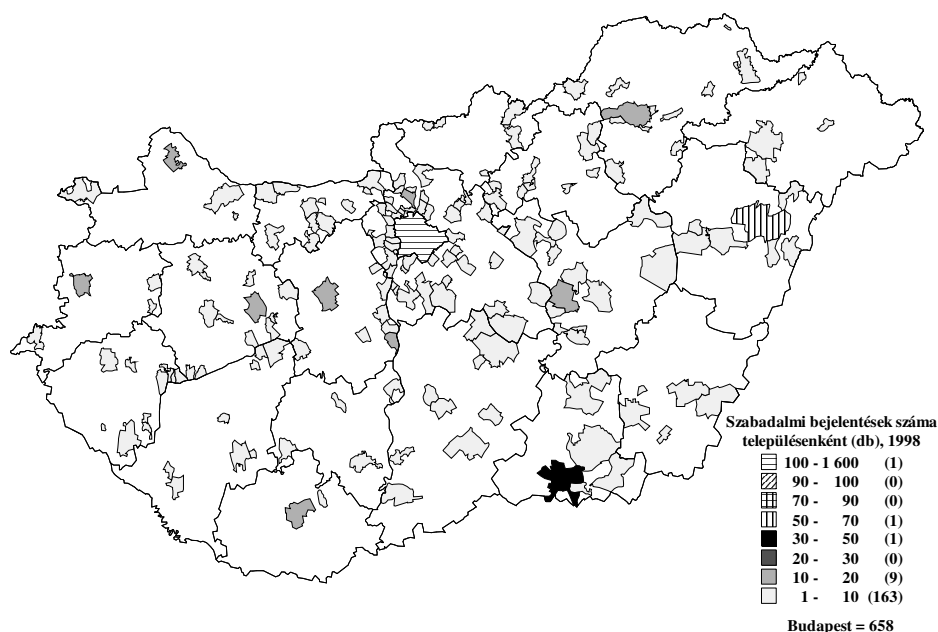 Szabadalmi bejelentések száma
településenként (db), 1998
100 - 1 600 (1)
90 - 100 (0)
70 - 90 (0)
50 - 70 (1)
30 - 50 (1)
20 - 30 (0)
10 - 20 (9)
1 - 10 (163)
Budapest = 658